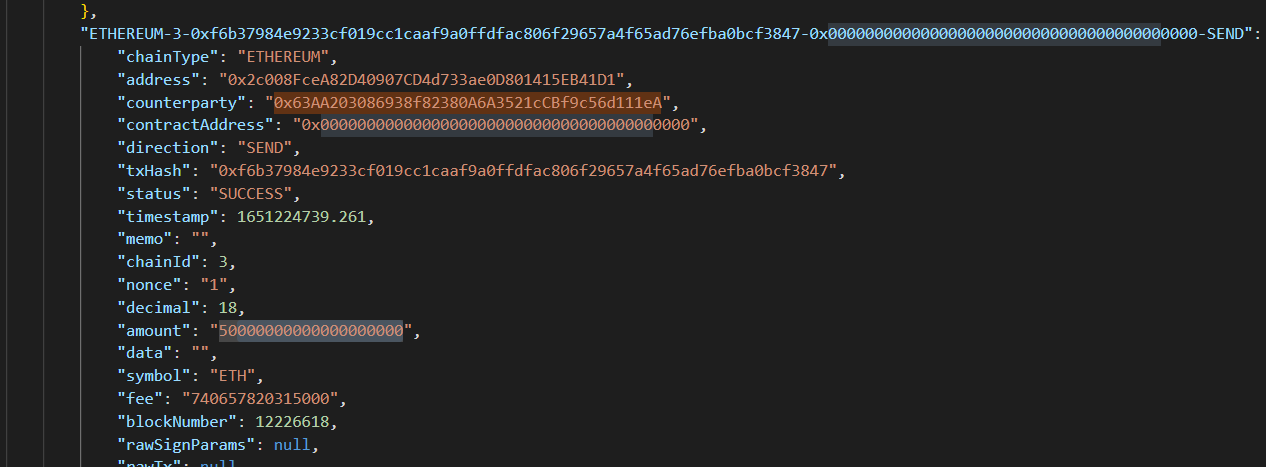 },
"ETHEREUM-3-0xf6b37984e9233cf019cc1caaf9a0ffdfac806f29657a4f65ad76efba0bcf3847-0x0000000000000000000000000000000000000000-SEND":
"chainType": "ETHEREUM",
"address": "0x2c008FceA82D40907CD4d733ae0D801415EB41D1",
"counterparty": "0x63AA203086938f82380A6A3521cCBf9c56d111eA",
"contractAddress": "0x0000000000000000000000000000000000000000",
"direction": "SEND",
"txHash": "0xf6b37984e9233cf019cc1caaf9a0ffdfac806f29657a4f65ad76efba0bcf3847",
"status": "SUCCESS",
"timestamp": 1651224739.261,
"memo": "",
"chainId": 3,
"nonce": "1",
"decimal": 18,
"amount": "50000000000000000000",
"data": "",
"symbol": "ETH",
"fee": "740657820315000",
"blockNumber": 12226618,
"rawSignParams": null,
"rawTx": null